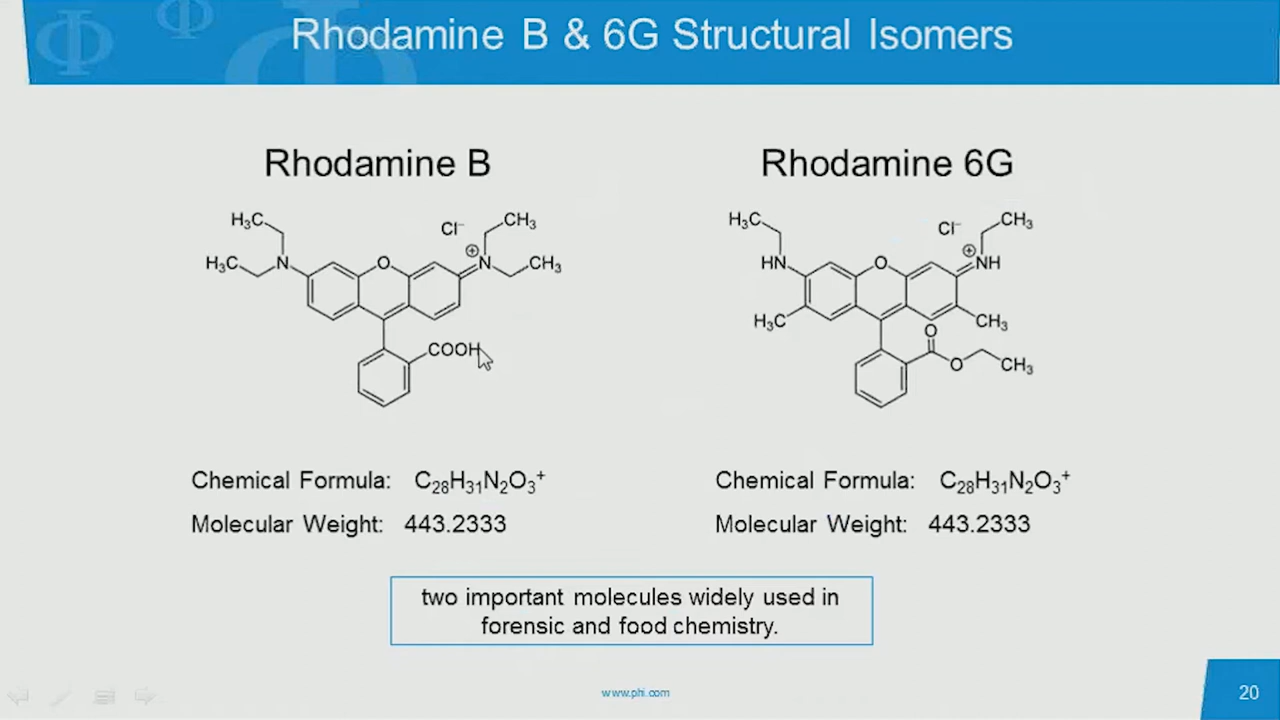 Rhodamine B & 6G Structural Isomers
Rhodamine B
H₃C
Cl⁻
CH₃
H₃C
N
O
⊕
N
CH₃
COOH
Rhodamine 6G
H₃C
Cl⁻
CH₃
HN
O
⊕
NH
H₃C
CH₃
O
O
CH₃
Chemical Formula: C₂₈H₃₁N₂O₃⁺
Molecular Weight: 443.2333
Chemical Formula: C₂₈H₃₁N₂O₃⁺
Molecular Weight: 443.2333
two important molecules widely used in
forensic and food chemistry.
www.phi.com
20